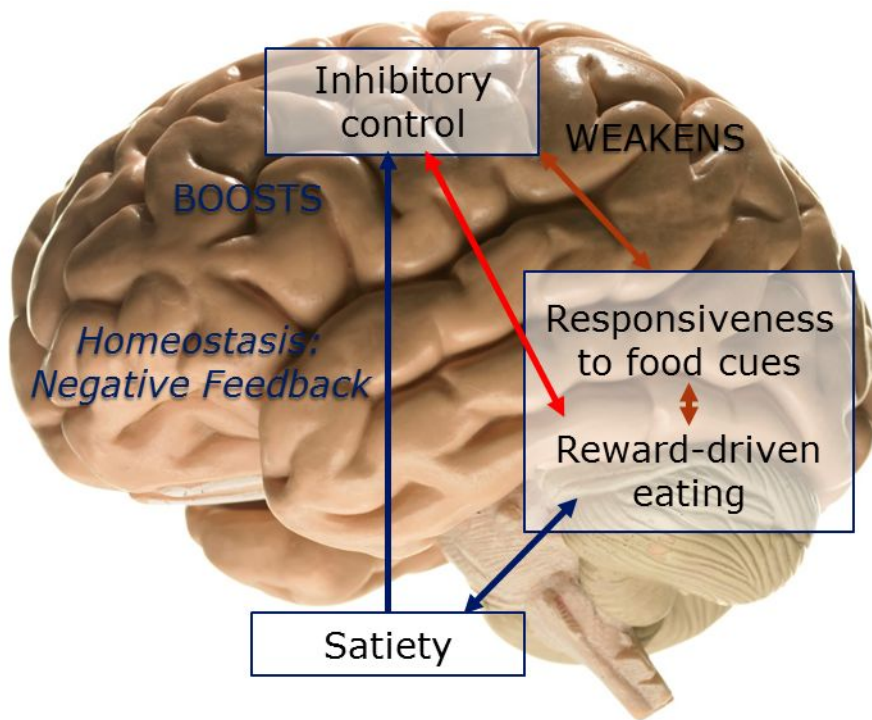 Inhibitory
control
WEAKENS
BOOSTS
Responsiveness
to food cues
Homeostasis:
Negative Feedback
Reward-driven
eating
Satiety